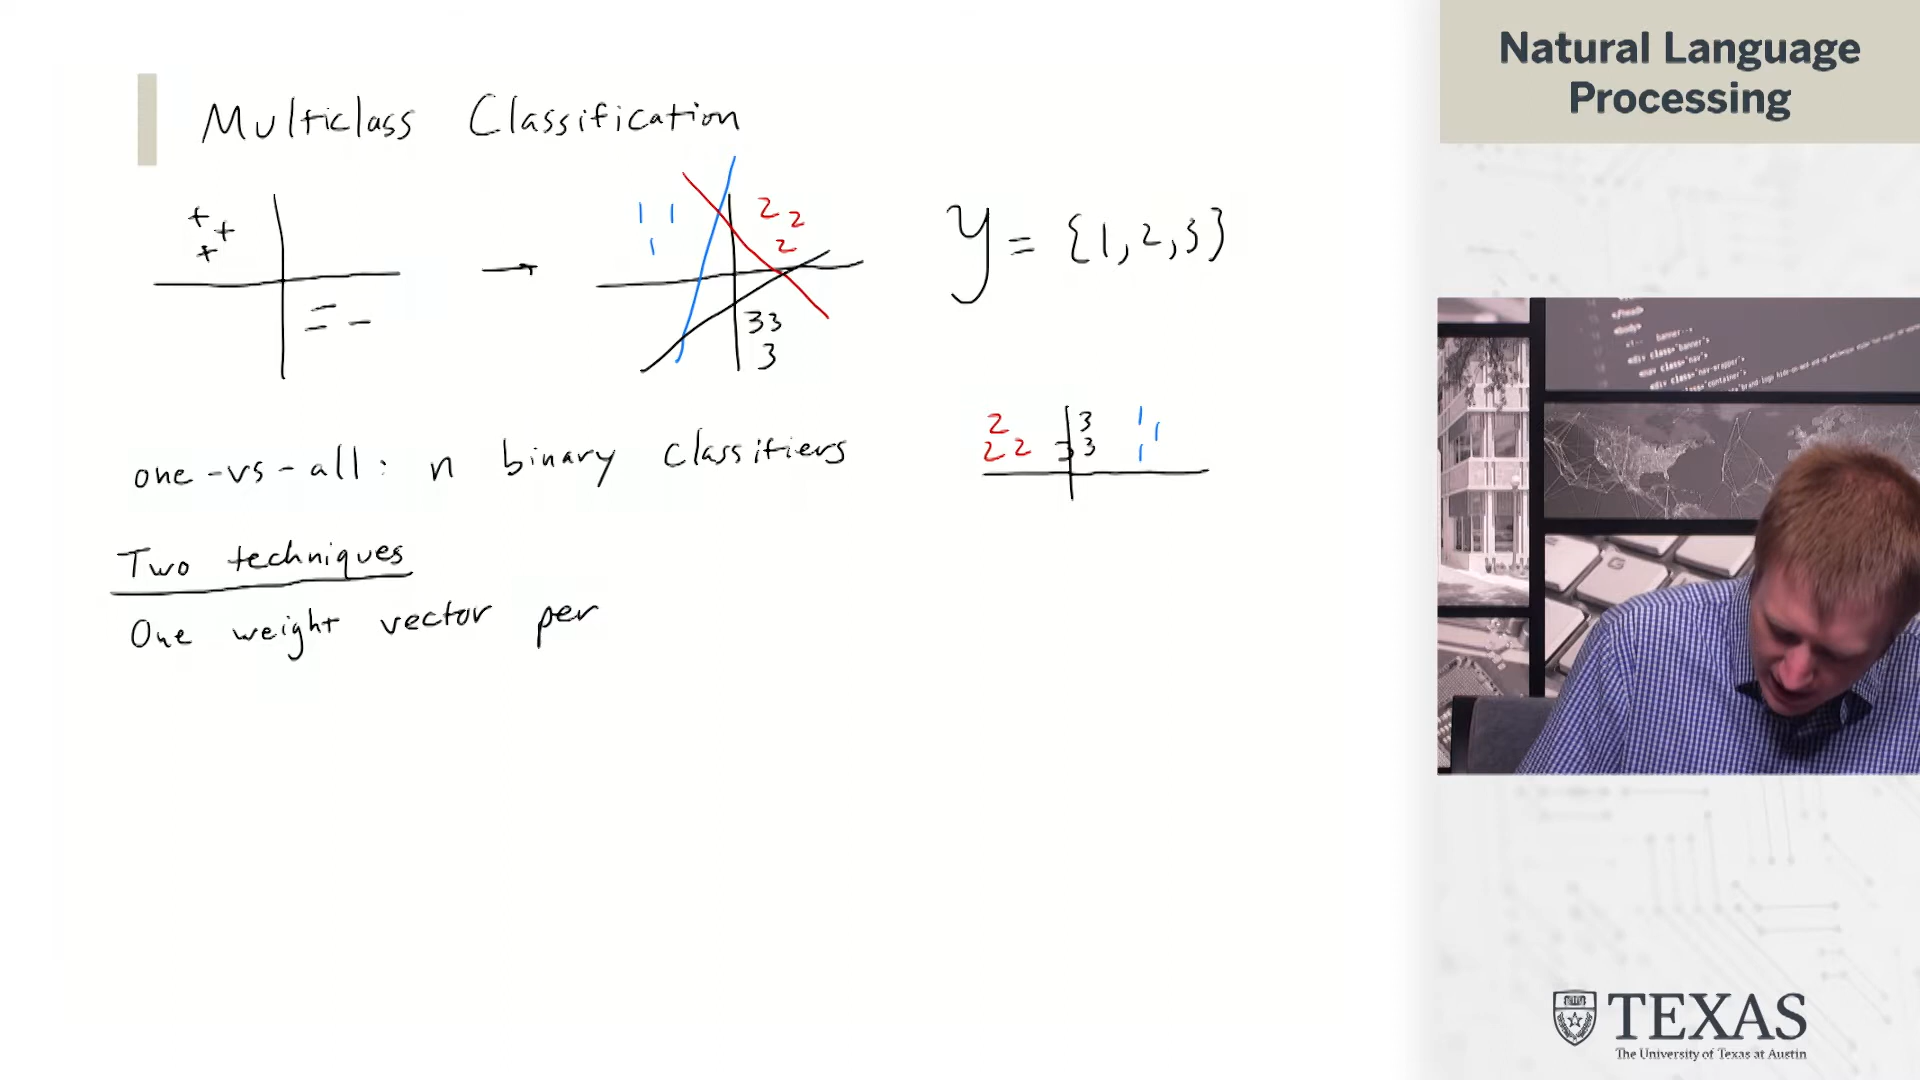 Natural Language
Processing
Multiclass Classification
+ +
+
- - -
1 1
1
2 2
2
33
3
Y = {1,2,3}
one-vs-all: n binary classifiers
2 3 1 1
2 2 3 3 1
Two techniques
One weight vector per
TEXAS
The University of Texas at Austin